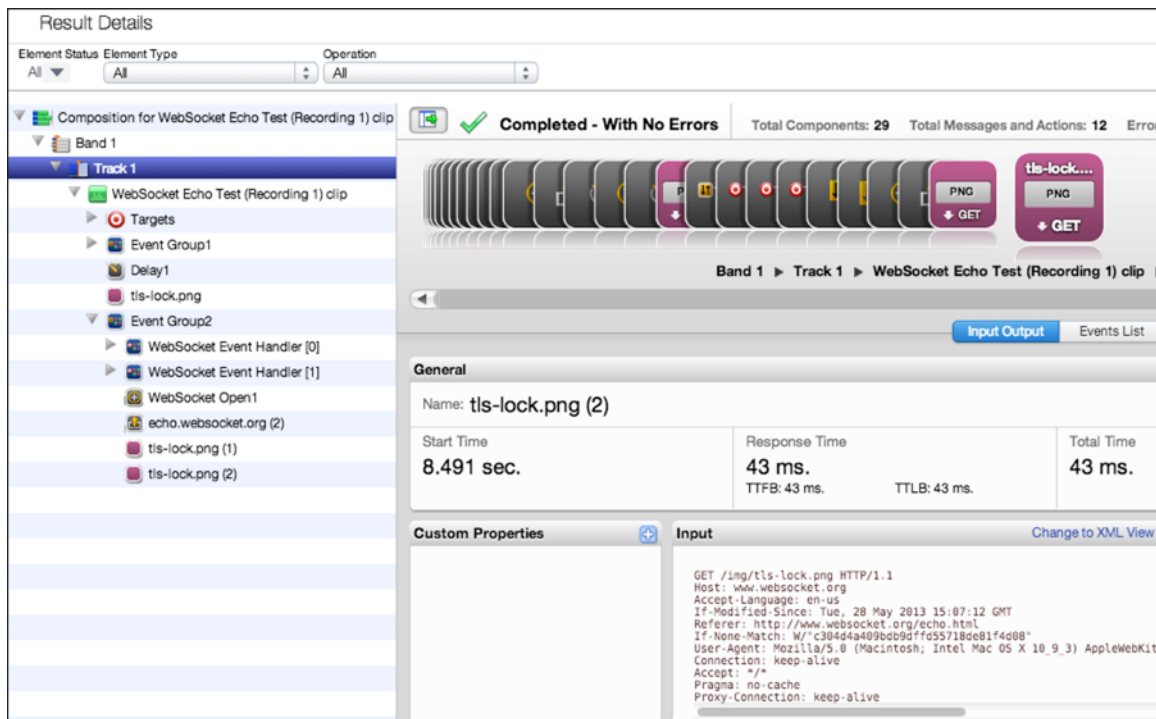 Result Details
Element Status Element Type Operation
All All All
Composition for WebSocket Echo Test (Recording 1) clip
Band 1
Track 1
WebSocket Echo Test (Recording 1) clip
Targets
Event Group1
Delay1
tls-lock.png
Event Group2
WebSocket Event Handler [0]
WebSocket Event Handler [1]
WebSocket Open1
echo.websocket.org (2)
tls-lock.png (1)
tls-lock.png (2)
Completed - With No Errors Total Components: 29 Total Messages and Actions: 12
P PNG
GET
tls-lock....
PNG
GET
Band 1 ▶ Track 1 ▶ WebSocket Echo Test (Recording 1) clip
Input Output Events List
General
Name: tls-lock.png (2)
Start Time Response Time Total Time
8.491 sec. 43 ms. 43 ms.
TTFB: 43 ms. TTLB: 43 ms.
Custom Properties
Input Change to XML View
GET /img/tls-lock.png HTTP/1.1
Host: www.websocket.org
Accept-Language: en-us
If-Modified-Since: Tue, 28 May 2013 15:07:12 GMT
Referer: http://www.websocket.org/echo.html
If-None-Match: W/"c304d4a409bdb9dffd55718de81f4d08"
User-Agent: Mozilla/5.0 (Macintosh; Intel Mac OS X 10_9_3) AppleWebKit
Connection: keep-alive
Accept: */*
Pragma: no-cache
Proxy-Connection: keep-alive